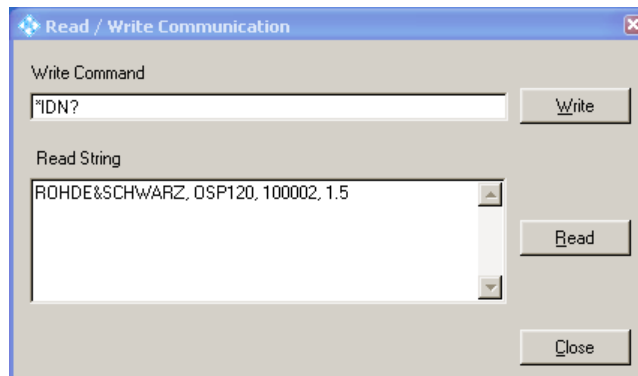 Read / Write Communication
Write Command
*IDN?
Write
Read String
ROHDE&SCHWARZ, OSP120, 100002, 1.5
Read
Close